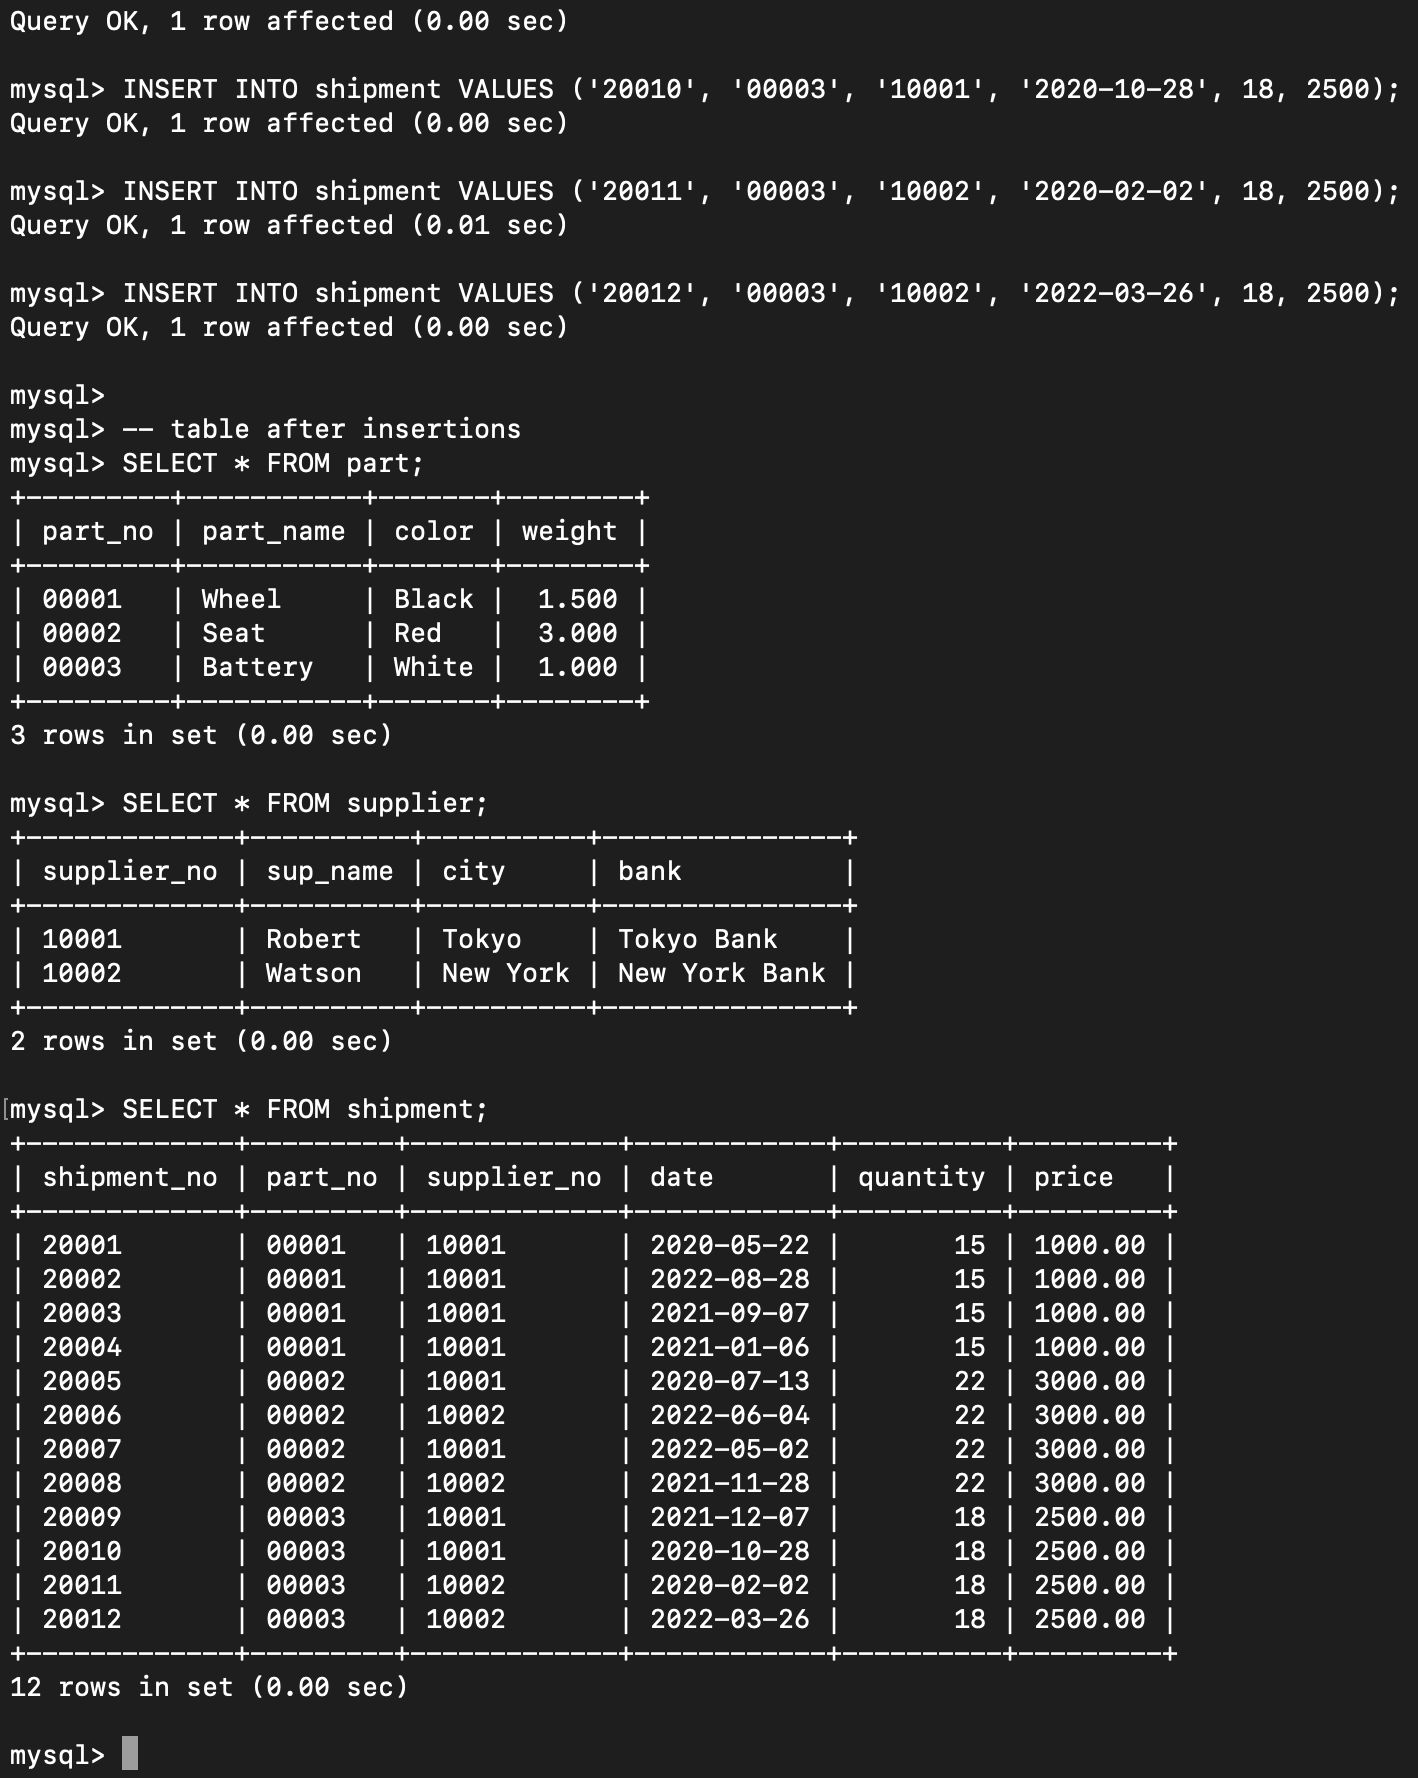 Query OK, 1 row affected (0.00 sec)
mysql> INSERT INTO shipment VALUES ('20010', '00003', '10001', '2020-10-28', 18, 2500);
Query OK, 1 row affected (0.00 sec)
mysql> INSERT INTO shipment VALUES ('20011', '00003', '10002', '2020-02-02', 18, 2500);
Query OK, 1 row affected (0.01 sec)
mysql> INSERT INTO shipment VALUES ('20012', '00003', '10002', '2022-03-26', 18, 2500);
Query OK, 1 row affected (0.00 sec)
mysql>
mysql> -- table after insertions
mysql> SELECT * FROM part;
+---------+-----------+-------+--------+
| part_no | part_name | color | weight |
+---------+-----------+-------+--------+
| 00001   | Wheel     | Black |  1.500 |
| 00002   | Seat      | Red   |  3.000 |
| 00003   | Battery   | White |  1.000 |
+---------+-----------+-------+--------+
3 rows in set (0.00 sec)
mysql> SELECT * FROM supplier;
+-------------+----------+----------+---------------+
| supplier_no | sup_name | city     | bank          |
+-------------+----------+----------+---------------+
| 10001       | Robert   | Tokyo    | Tokyo Bank    |
| 10002       | Watson   | New York | New York Bank |
+-------------+----------+----------+---------------+
2 rows in set (0.00 sec)
[mysql> SELECT * FROM shipment;
+-------------+---------+-------------+------------+----------+---------+
| shipment_no | part_no | supplier_no | date       | quantity | price   |
+-------------+---------+-------------+------------+----------+---------+
| 20001       | 00001   | 10001       | 2020-05-22 |       15 | 1000.00 |
| 20002       | 00001   | 10001       | 2022-08-28 |       15 | 1000.00 |
| 20003       | 00001   | 10001       | 2021-09-07 |       15 | 1000.00 |
| 20004       | 00001   | 10001       | 2021-01-06 |       15 | 1000.00 |
| 20005       | 00002   | 10001       | 2020-07-13 |       22 | 3000.00 |
| 20006       | 00002   | 10002       | 2022-06-04 |       22 | 3000.00 |
| 20007       | 00002   | 10001       | 2022-05-02 |       22 | 3000.00 |
| 20008       | 00002   | 10002       | 2021-11-28 |       22 | 3000.00 |
| 20009       | 00003   | 10001       | 2021-12-07 |       18 | 2500.00 |
| 20010       | 00003   | 10001       | 2020-10-28 |       18 | 2500.00 |
| 20011       | 00003   | 10002       | 2020-02-02 |       18 | 2500.00 |
| 20012       | 00003   | 10002       | 2022-03-26 |       18 | 2500.00 |
+-------------+---------+-------------+------------+----------+---------+
12 rows in set (0.00 sec)
mysql>